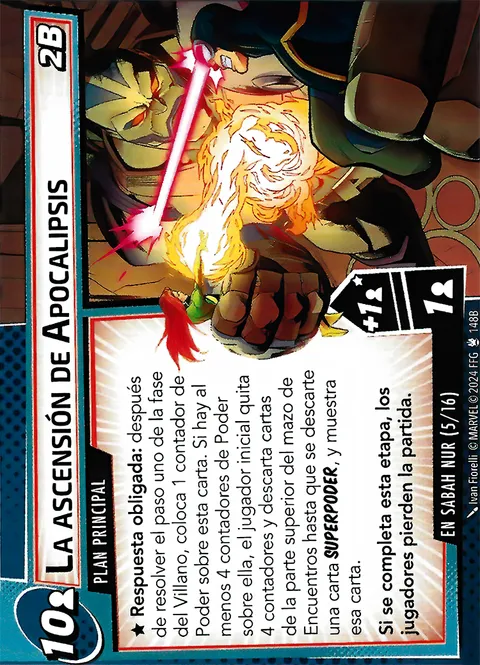 10
LA ASCENSIÓN DE APOCALIPSIS
2B
PLAN PRINCIPAL
★ Respuesta obligada: después
de resolver el paso uno de la fase
del Villano, coloca 1 contador de
Poder sobre esta carta. Si hay al
menos 4 contadores de Poder
sobre ella, el jugador inicial quita
4 contadores y descarta cartas
de la parte superior del mazo de
Encuentros hasta que se descarte
una carta SUPERPODER, y muestra
esa carta.
Si se completa esta etapa, los
jugadores pierden la partida.
+1
1
EN SABAH NUR (5/16)
Ivan Fiorelli © MARVEL © 2024 FFG 148B